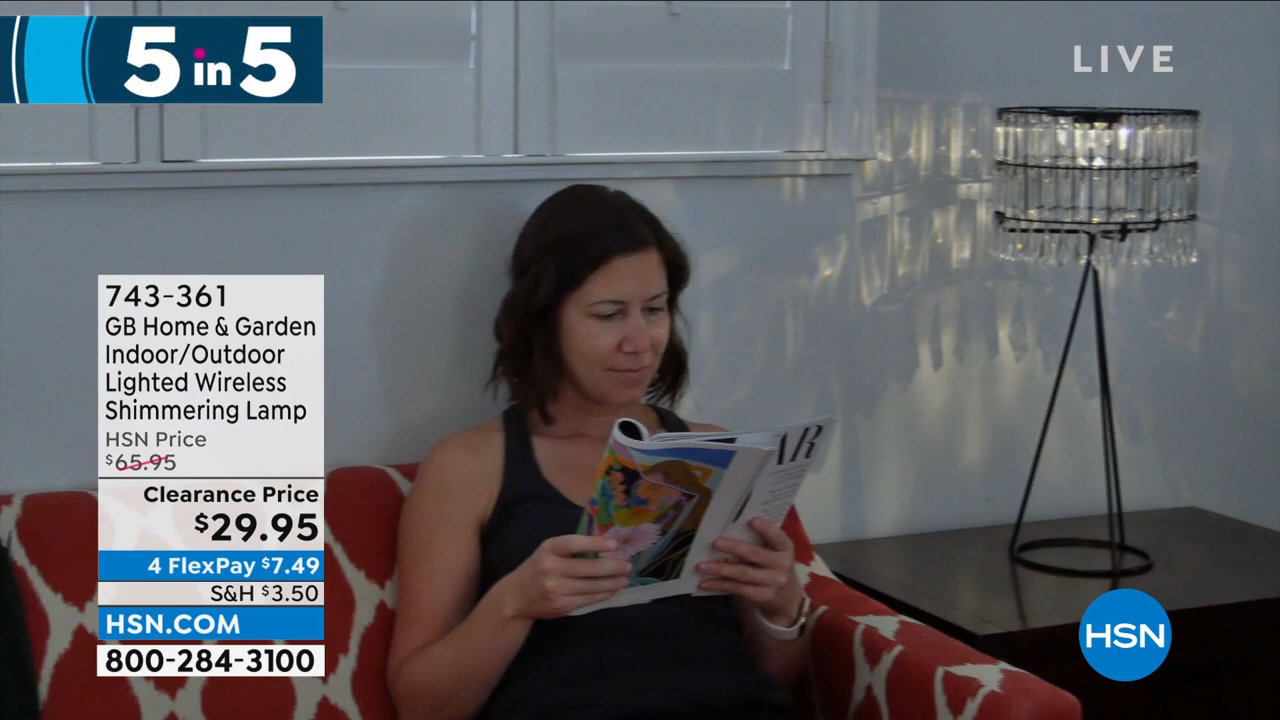 5 in 5
LIVE
743-361
GB Home & Garden
Indoor/Outdoor
Lighted Wireless
Shimmering Lamp
HSN Price
$65.95
Clearance Price
$29.95
4 FlexPay $7.49
S&H $3.50
HSN.COM
800-284-3100
AR
HSN